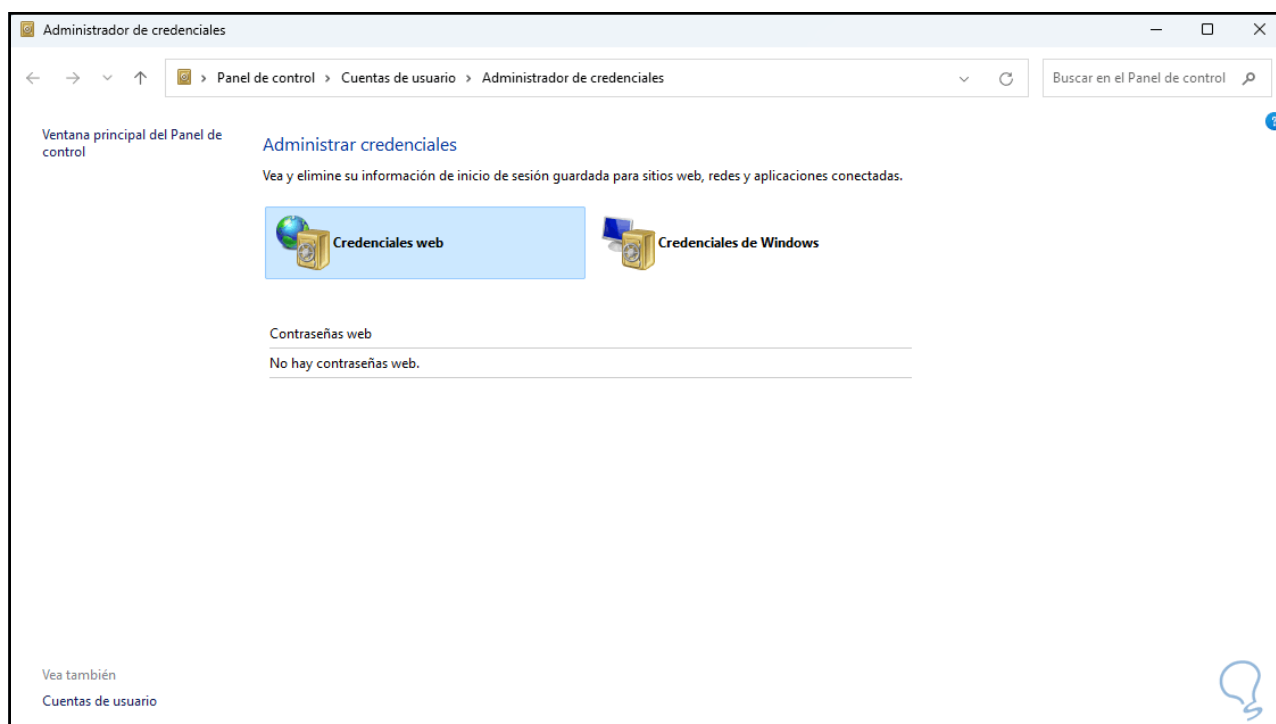 Administrador de credenciales
Panel de control > Cuentas de usuario > Administrador de credenciales
Buscar en el Panel de control
Ventana principal del Panel de
control
Administrar credenciales
Vea y elimine su información de inicio de sesión guardada para sitios web, redes y aplicaciones conectadas.
Credenciales web
Credenciales de Windows
Contraseñas web
No hay contraseñas web.
Vea también
Cuentas de usuario